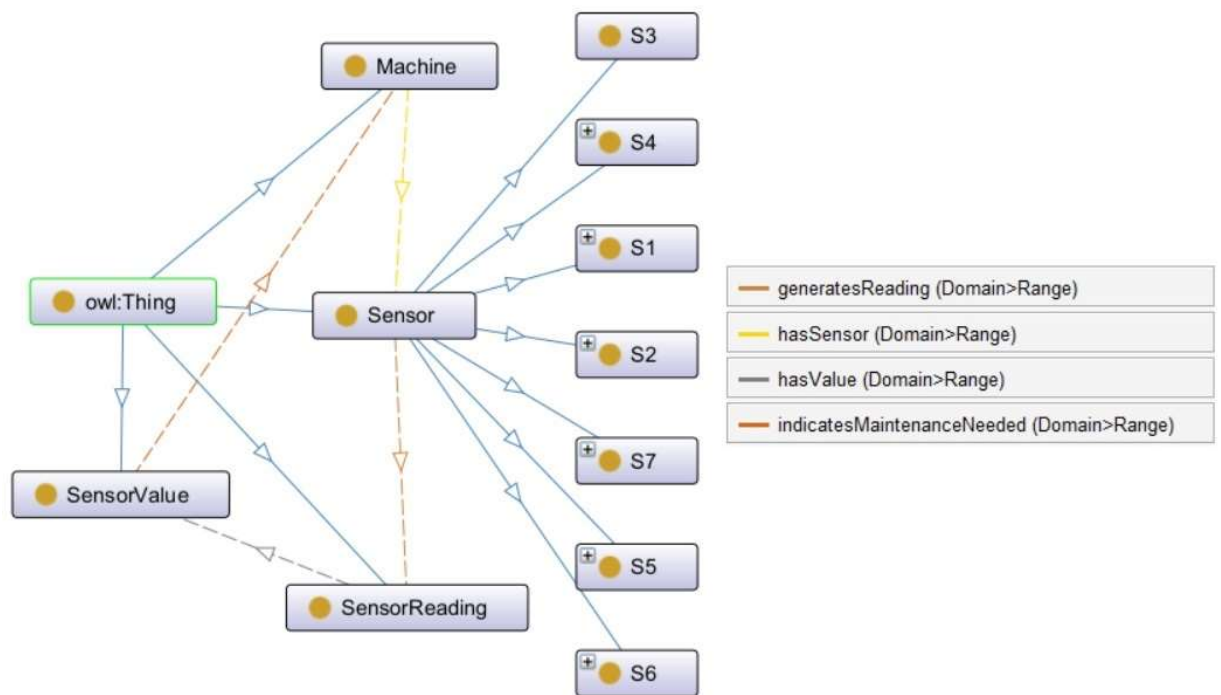 S3
Machine
S4
S1
owl:Thing
Sensor
S2
S7
SensorValue
S5
SensorReading
S6
generatesReading (Domain>Range)
hasSensor (Domain>Range)
hasValue (Domain>Range)
indicatesMaintenanceNeeded (Domain>Range)